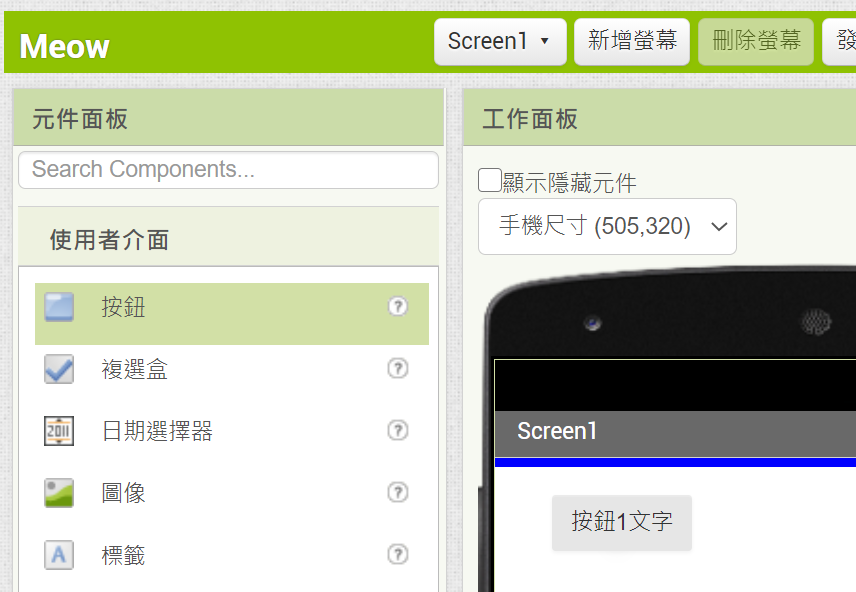 Meow
Screen1
新增螢幕
刪除螢幕
元件面板
Search Components...
使用者介面
按鈕
複選盒
日期選擇器
圖像
標籤
工作面板
顯示隱藏元件
手機尺寸 (505,320)
Screen1
按鈕1文字